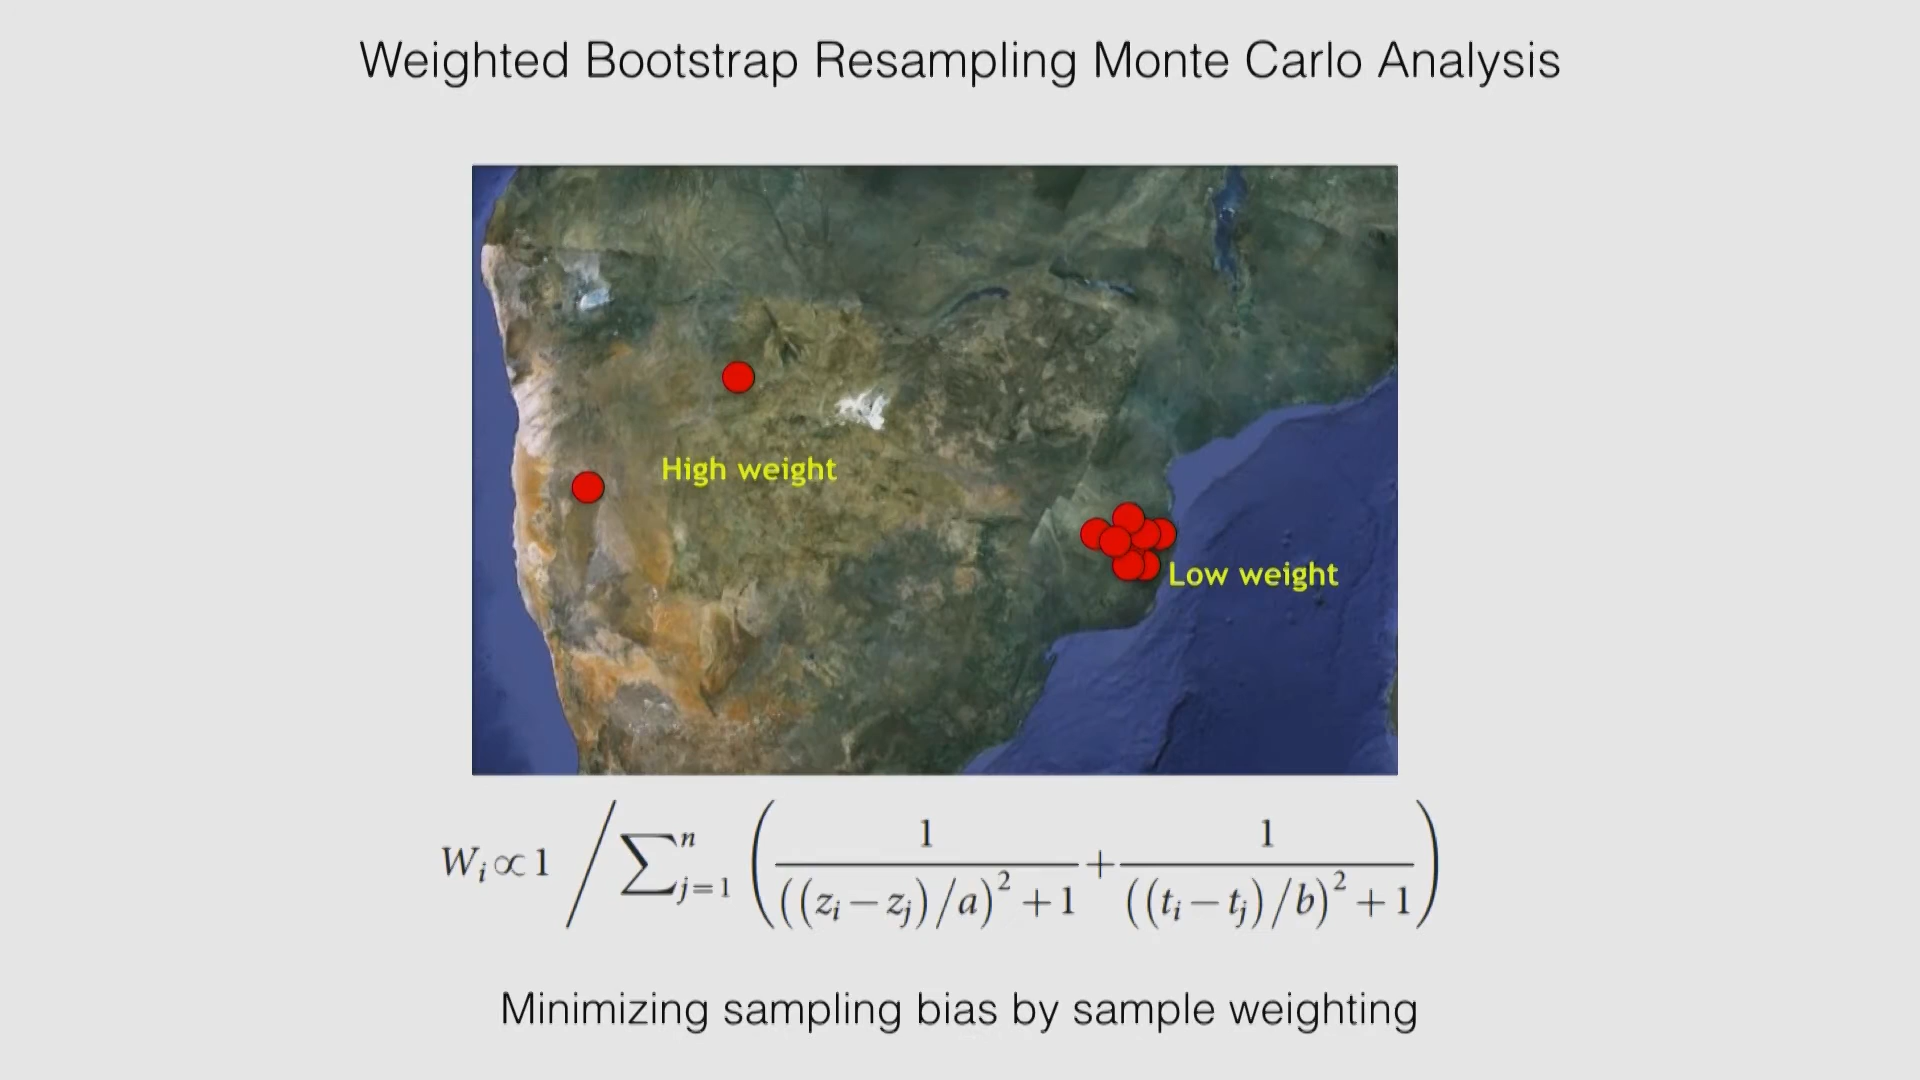 Weighted Bootstrap Resampling Monte Carlo Analysis
High weight
Low weight
W_i ∝ 1 / ∑_{j=1}^{n} ( 1/(((z_i − z_j)/a)^2 + 1) + 1/(((t_i − t_j)/b)^2 + 1) )
Minimizing sampling bias by sample weighting